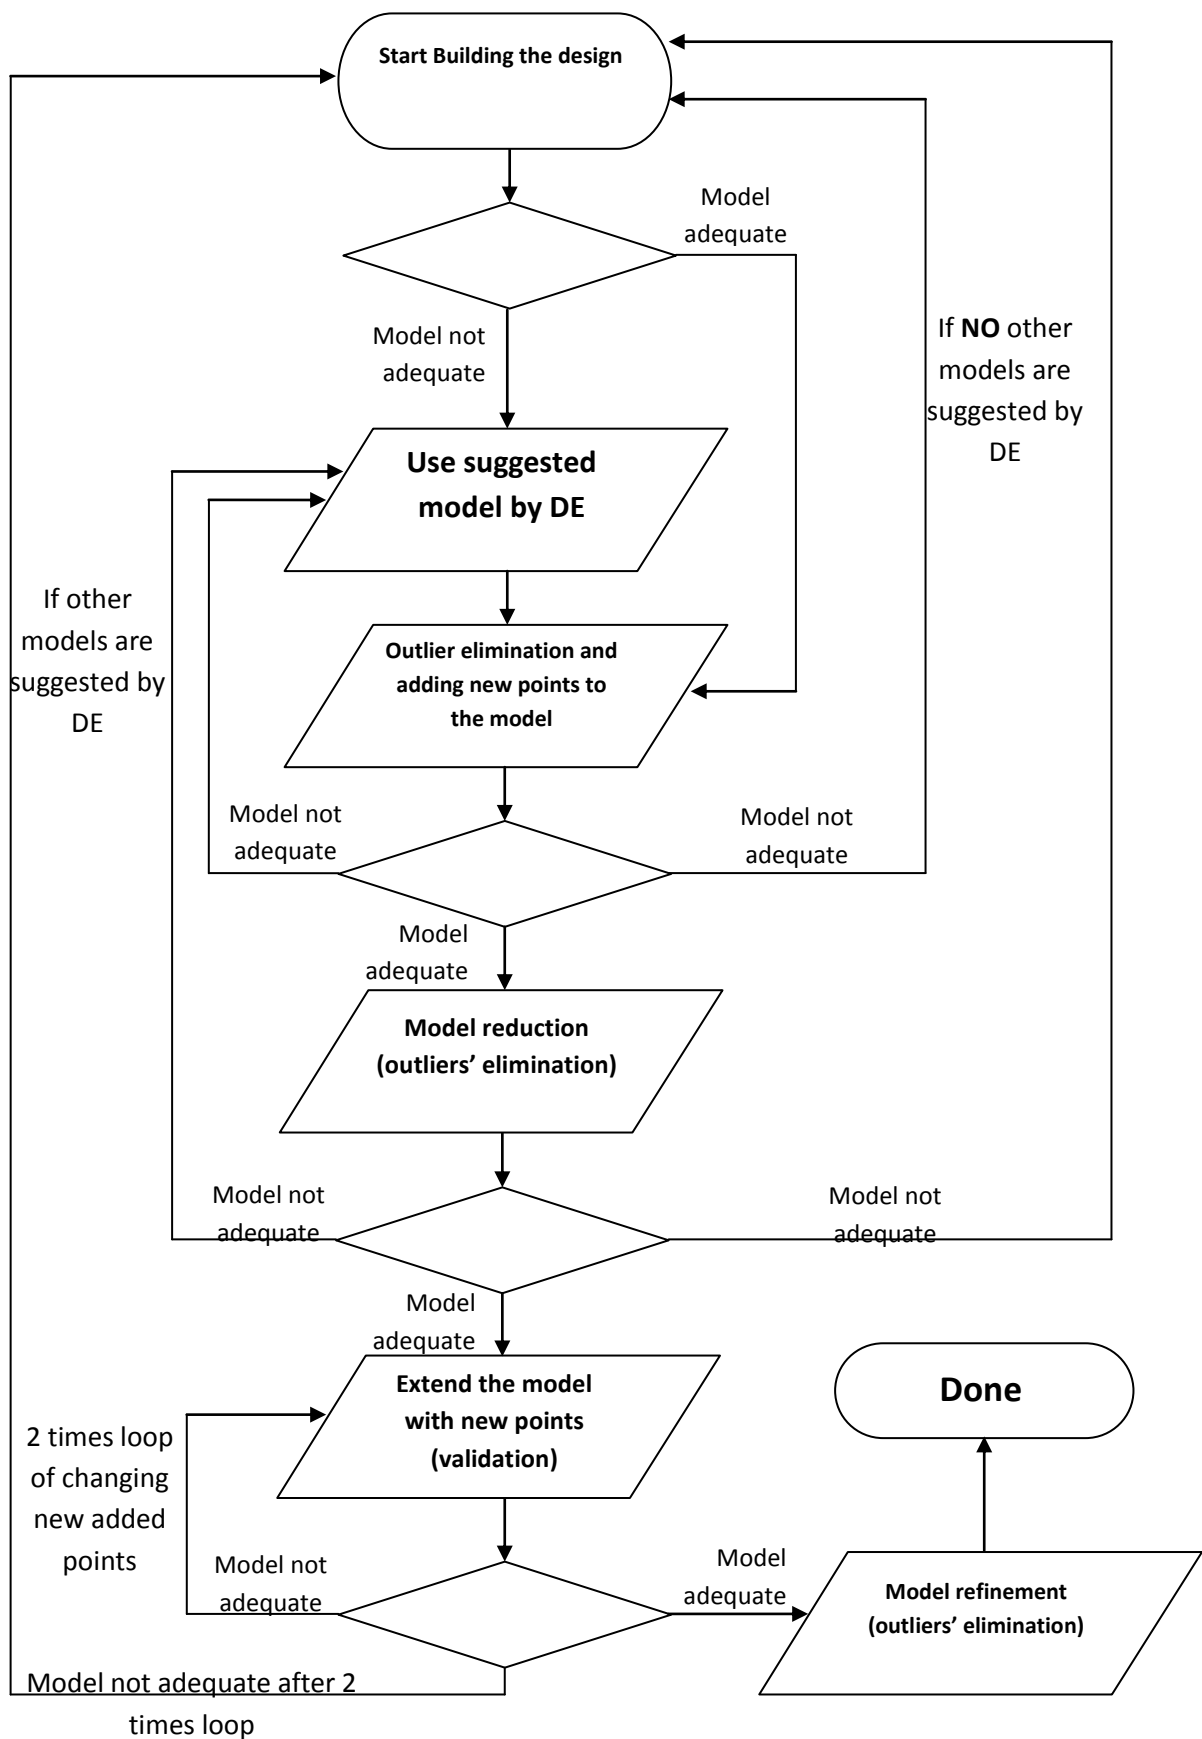 Start Building the design
Model
adequate
Model not
adequate
If NO other
models are
suggested by
DE
Use suggested
model by DE
If other
models are
suggested by
DE
Outlier elimination and
adding new points to
the model
Model not
adequate
Model not
adequate
Model
adequate
Model reduction
(outliers’ elimination)
Model not
adequate
Model not
adequate
Model
adequate
Extend the model
with new points
(validation)
Done
2 times loop
of changing
new added
points
Model not
adequate
Model
adequate
Model refinement
(outliers’ elimination)
Model not adequate after 2
times loop